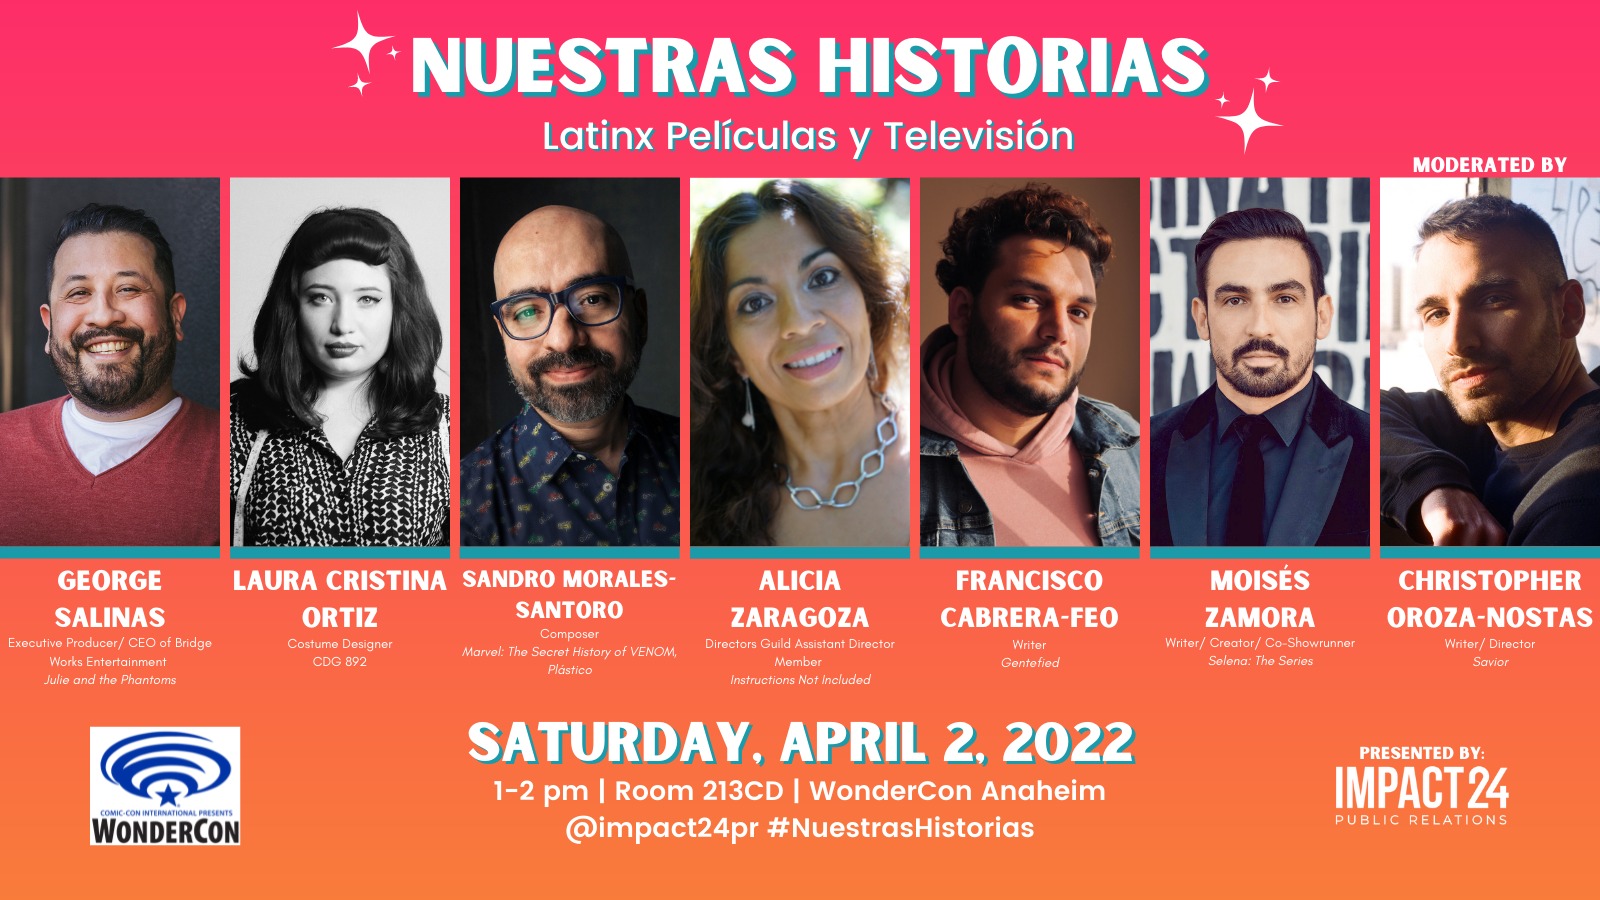 NUESTRAS HISTORIAS
Latinx Películas y Televisión
MODERATED BY
GEORGE
SALINAS
Executive Producer/ CEO of Bridge
Works Entertainment
Julie and the Phantoms
LAURA CRISTINA
ORTIZ
Costume Designer
CDG 892
SANDRO MORALES-
SANTORO
Composer
Marvel: The Secret History of VENOM,
Plástico
ALICIA
ZARAGOZA
Directors Guild Assistant Director
Member
Instructions Not Included
FRANCISCO
CABRERA-FEO
Writer
Gentefied
MOISÉS
ZAMORA
Writer/ Creator/ Co-Showrunner
Selena: The Series
CHRISTOPHER
OROZA-NOSTAS
Writer/ Director
Savior
SATURDAY, APRIL 2, 2022
1-2 pm | Room 213CD | WonderCon Anaheim
@impact24pr #NuestrasHistorias
COMIC-CON INTERNATIONAL PRESENTS
WONDERCON
PRESENTED BY:
IMPACT24
PUBLIC RELATIONS